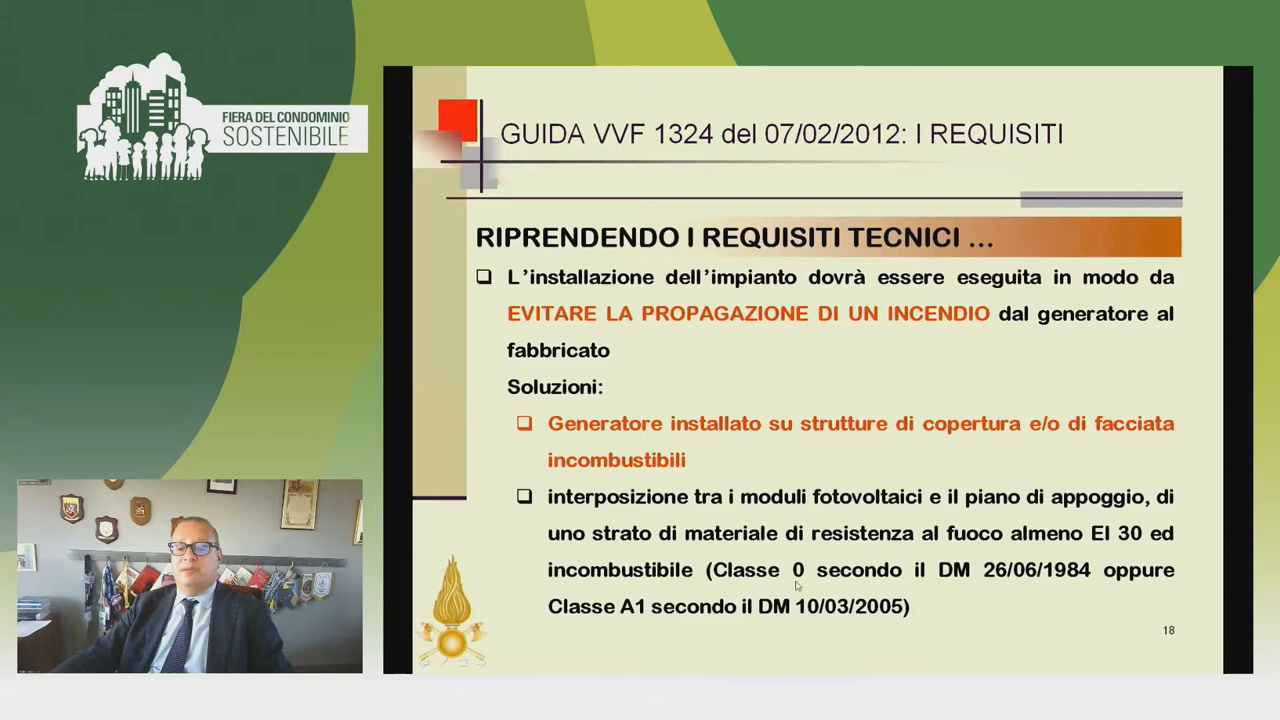 FIERA DEL CONDOMINIO
SOSTENIBILE
GUIDA VVF 1324 del 07/02/2012: I REQUISITI
RIPRENDENDO I REQUISITI TECNICI ...
L'installazione dell'impianto dovrà essere eseguita in modo da
EVITARE LA PROPAGAZIONE DI UN INCENDIO dal generatore al
fabbricato
Soluzioni:
Generatore installato su strutture di copertura e/o di facciata
incombustibili
interposizione tra i moduli fotovoltaici e il piano di appoggio, di
uno strato di materiale di resistenza al fuoco almeno EI 30 ed
incombustibile (Classe 0 secondo il DM 26/06/1984 oppure
Classe A1 secondo il DM 10/03/2005)
18